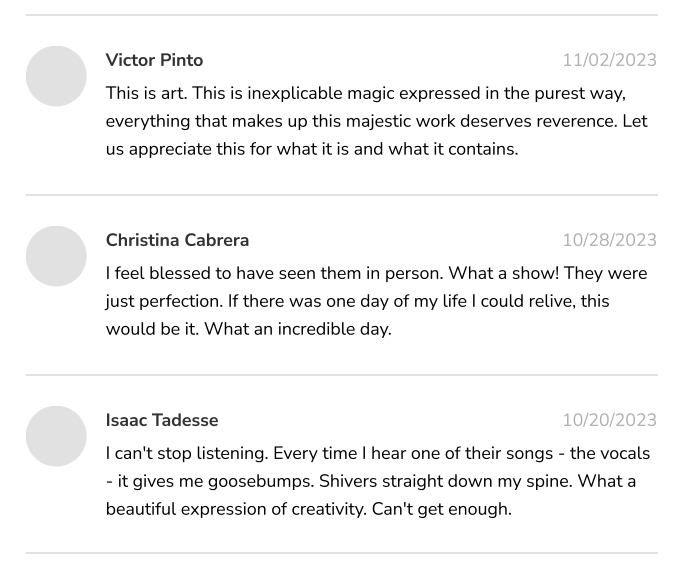 Victor Pinto 11/02/2023
This is art. This is inexplicable magic expressed in the purest way,
everything that makes up this majestic work deserves reverence. Let
us appreciate this for what it is and what it contains.
Christina Cabrera 10/28/2023
I feel blessed to have seen them in person. What a show! They were
just perfection. If there was one day of my life I could relive, this
would be it. What an incredible day.
Isaac Tadesse 10/20/2023
I can't stop listening. Every time I hear one of their songs - the vocals
- it gives me goosebumps. Shivers straight down my spine. What a
beautiful expression of creativity. Can't get enough.